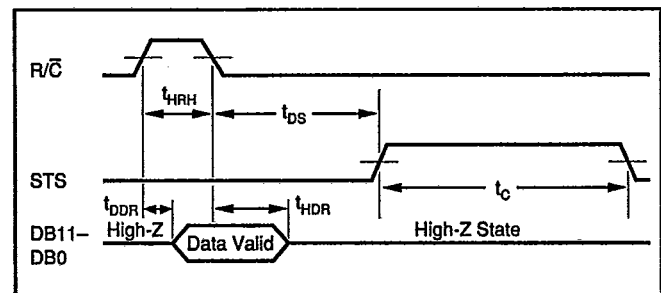 R/C̅
tHRH
tDS
STS
tC
tDDR
tHDR
DB11–
DB0
High-Z
Data Valid
High-Z State